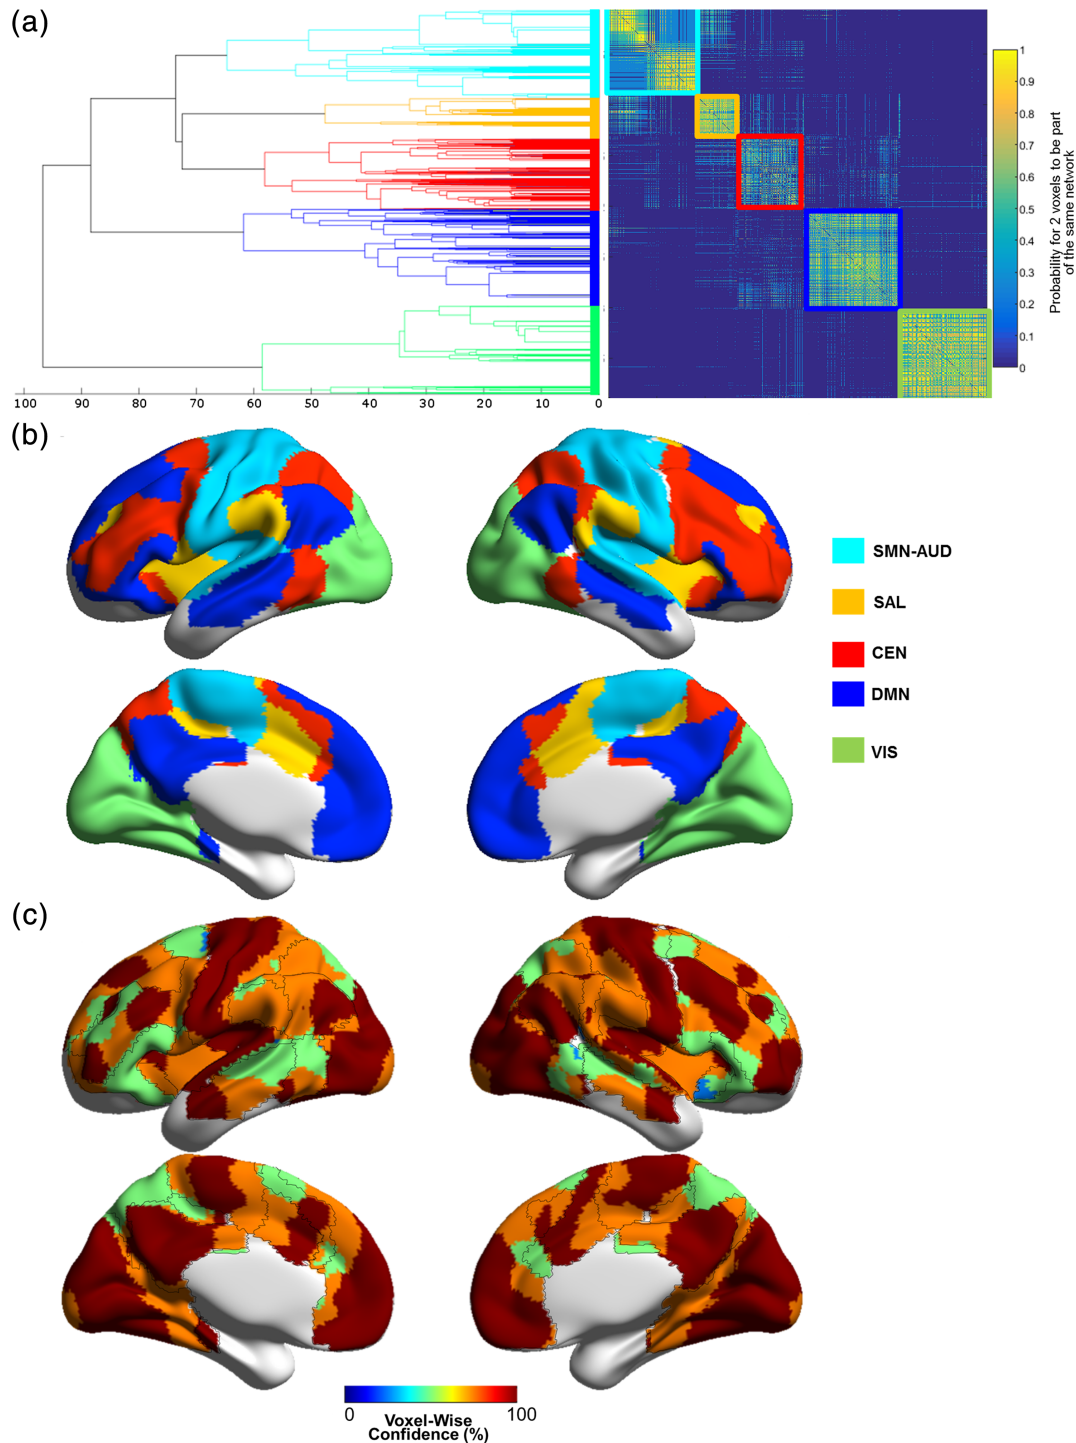 (a)
100 90 80 70 60 50 40 30 20 10 0
1
0.9
0.8
0.7
0.6
0.5
0.4
0.3
0.2
0.1
0
Probability for 2 voxels to be part
of the same network
(b)
SMN-AUD
SAL
CEN
DMN
VIS
(c)
0 100
Voxel-Wise
Confidence (%)